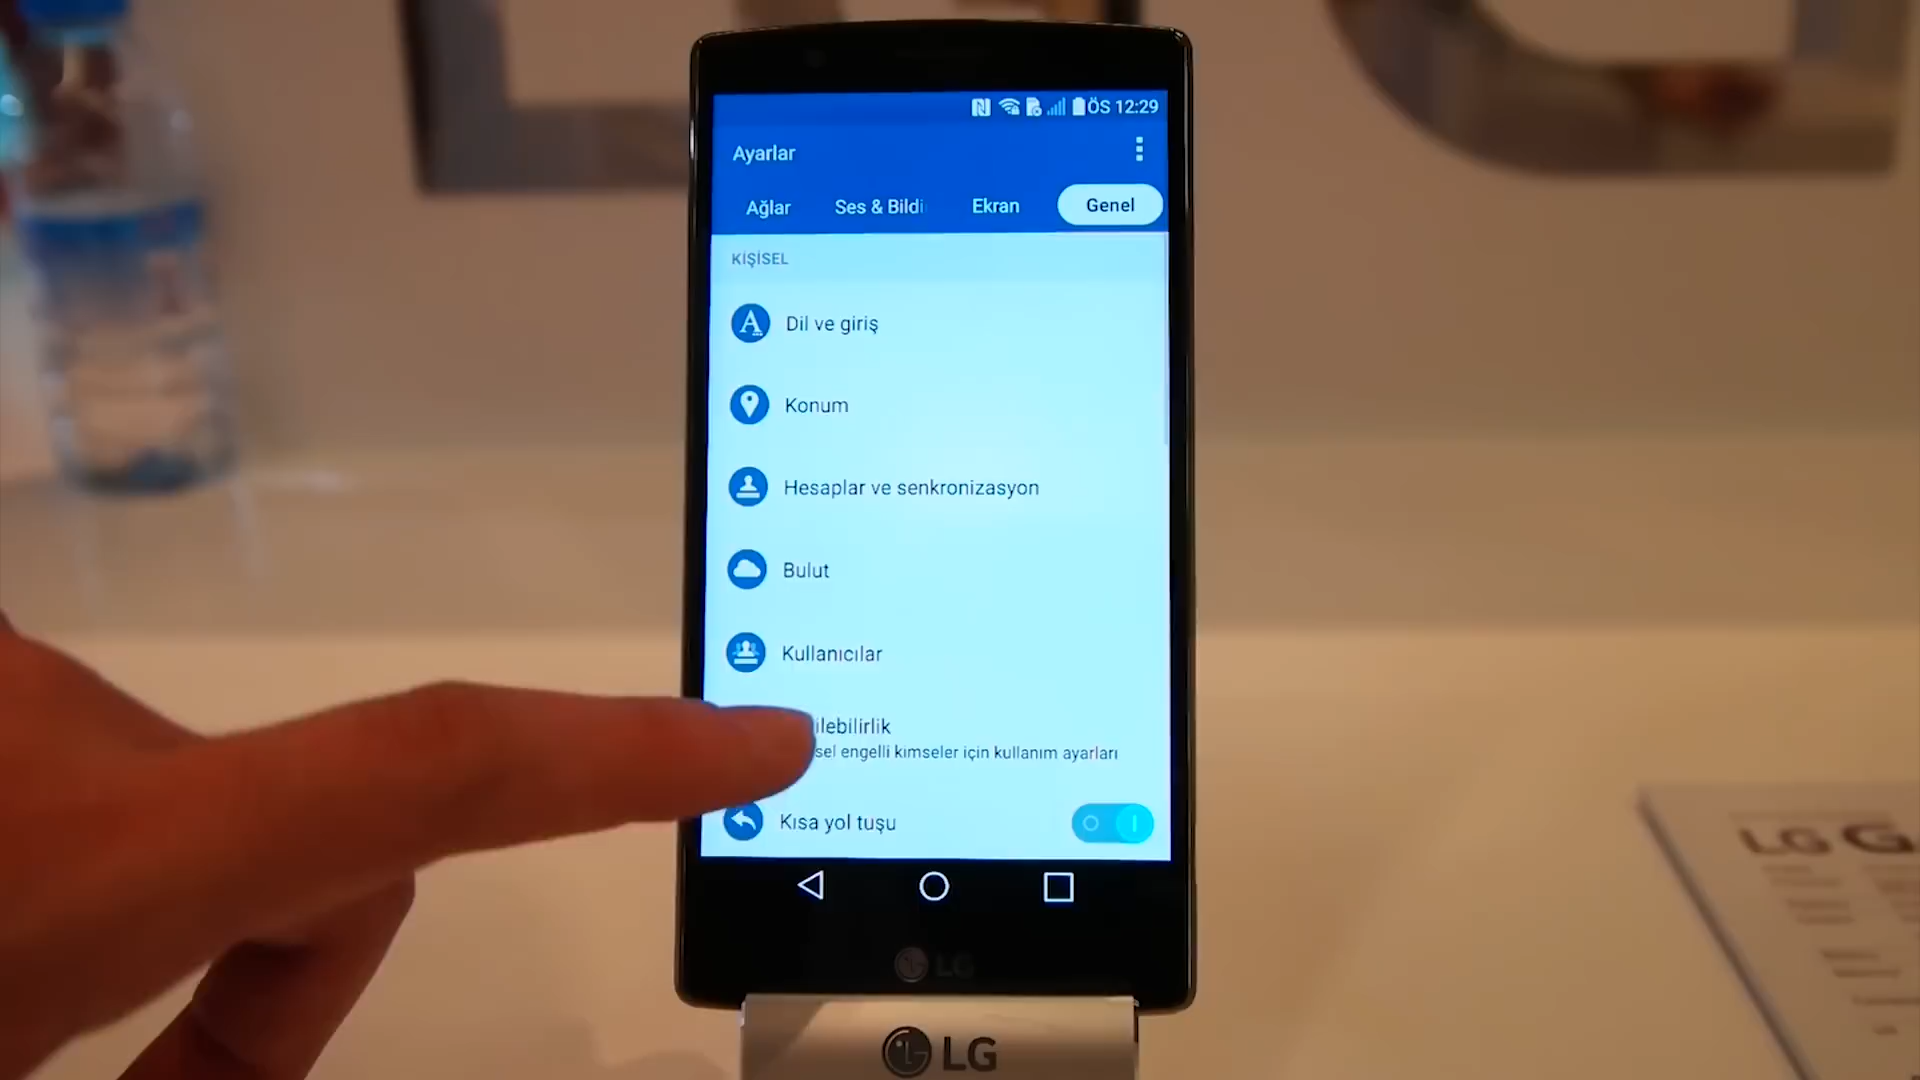 ÖS 12:29
Ayarlar
Ağlar Ses & Bildi Ekran Genel
KİŞİSEL
Dil ve giriş
Konum
Hesaplar ve senkronizasyon
Bulut
Kullanıcılar
ilebilirlik
sel engelli kimseler için kullanım ayarları
Kısa yol tuşu
LG
LG
LG G